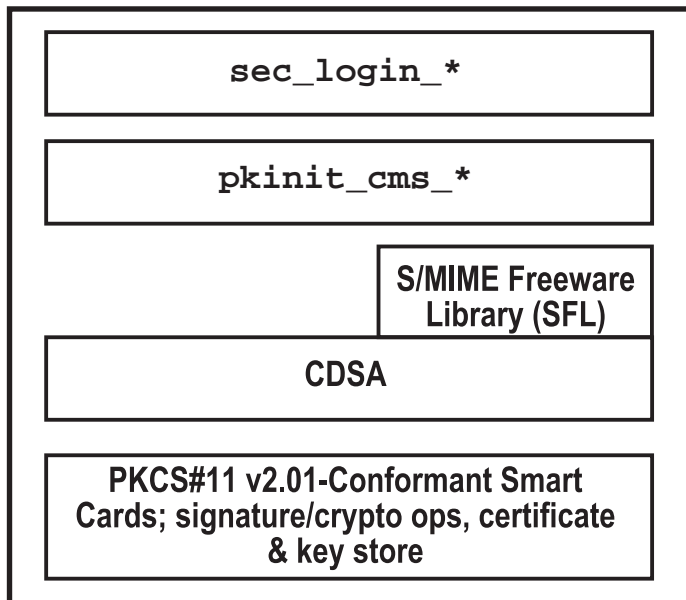 sec_login_*
pkinit_cms_*
S/MIME Freeware
Library (SFL)
CDSA
PKCS#11 v2.01-Conformant Smart
Cards; signature/crypto ops, certificate
& key store